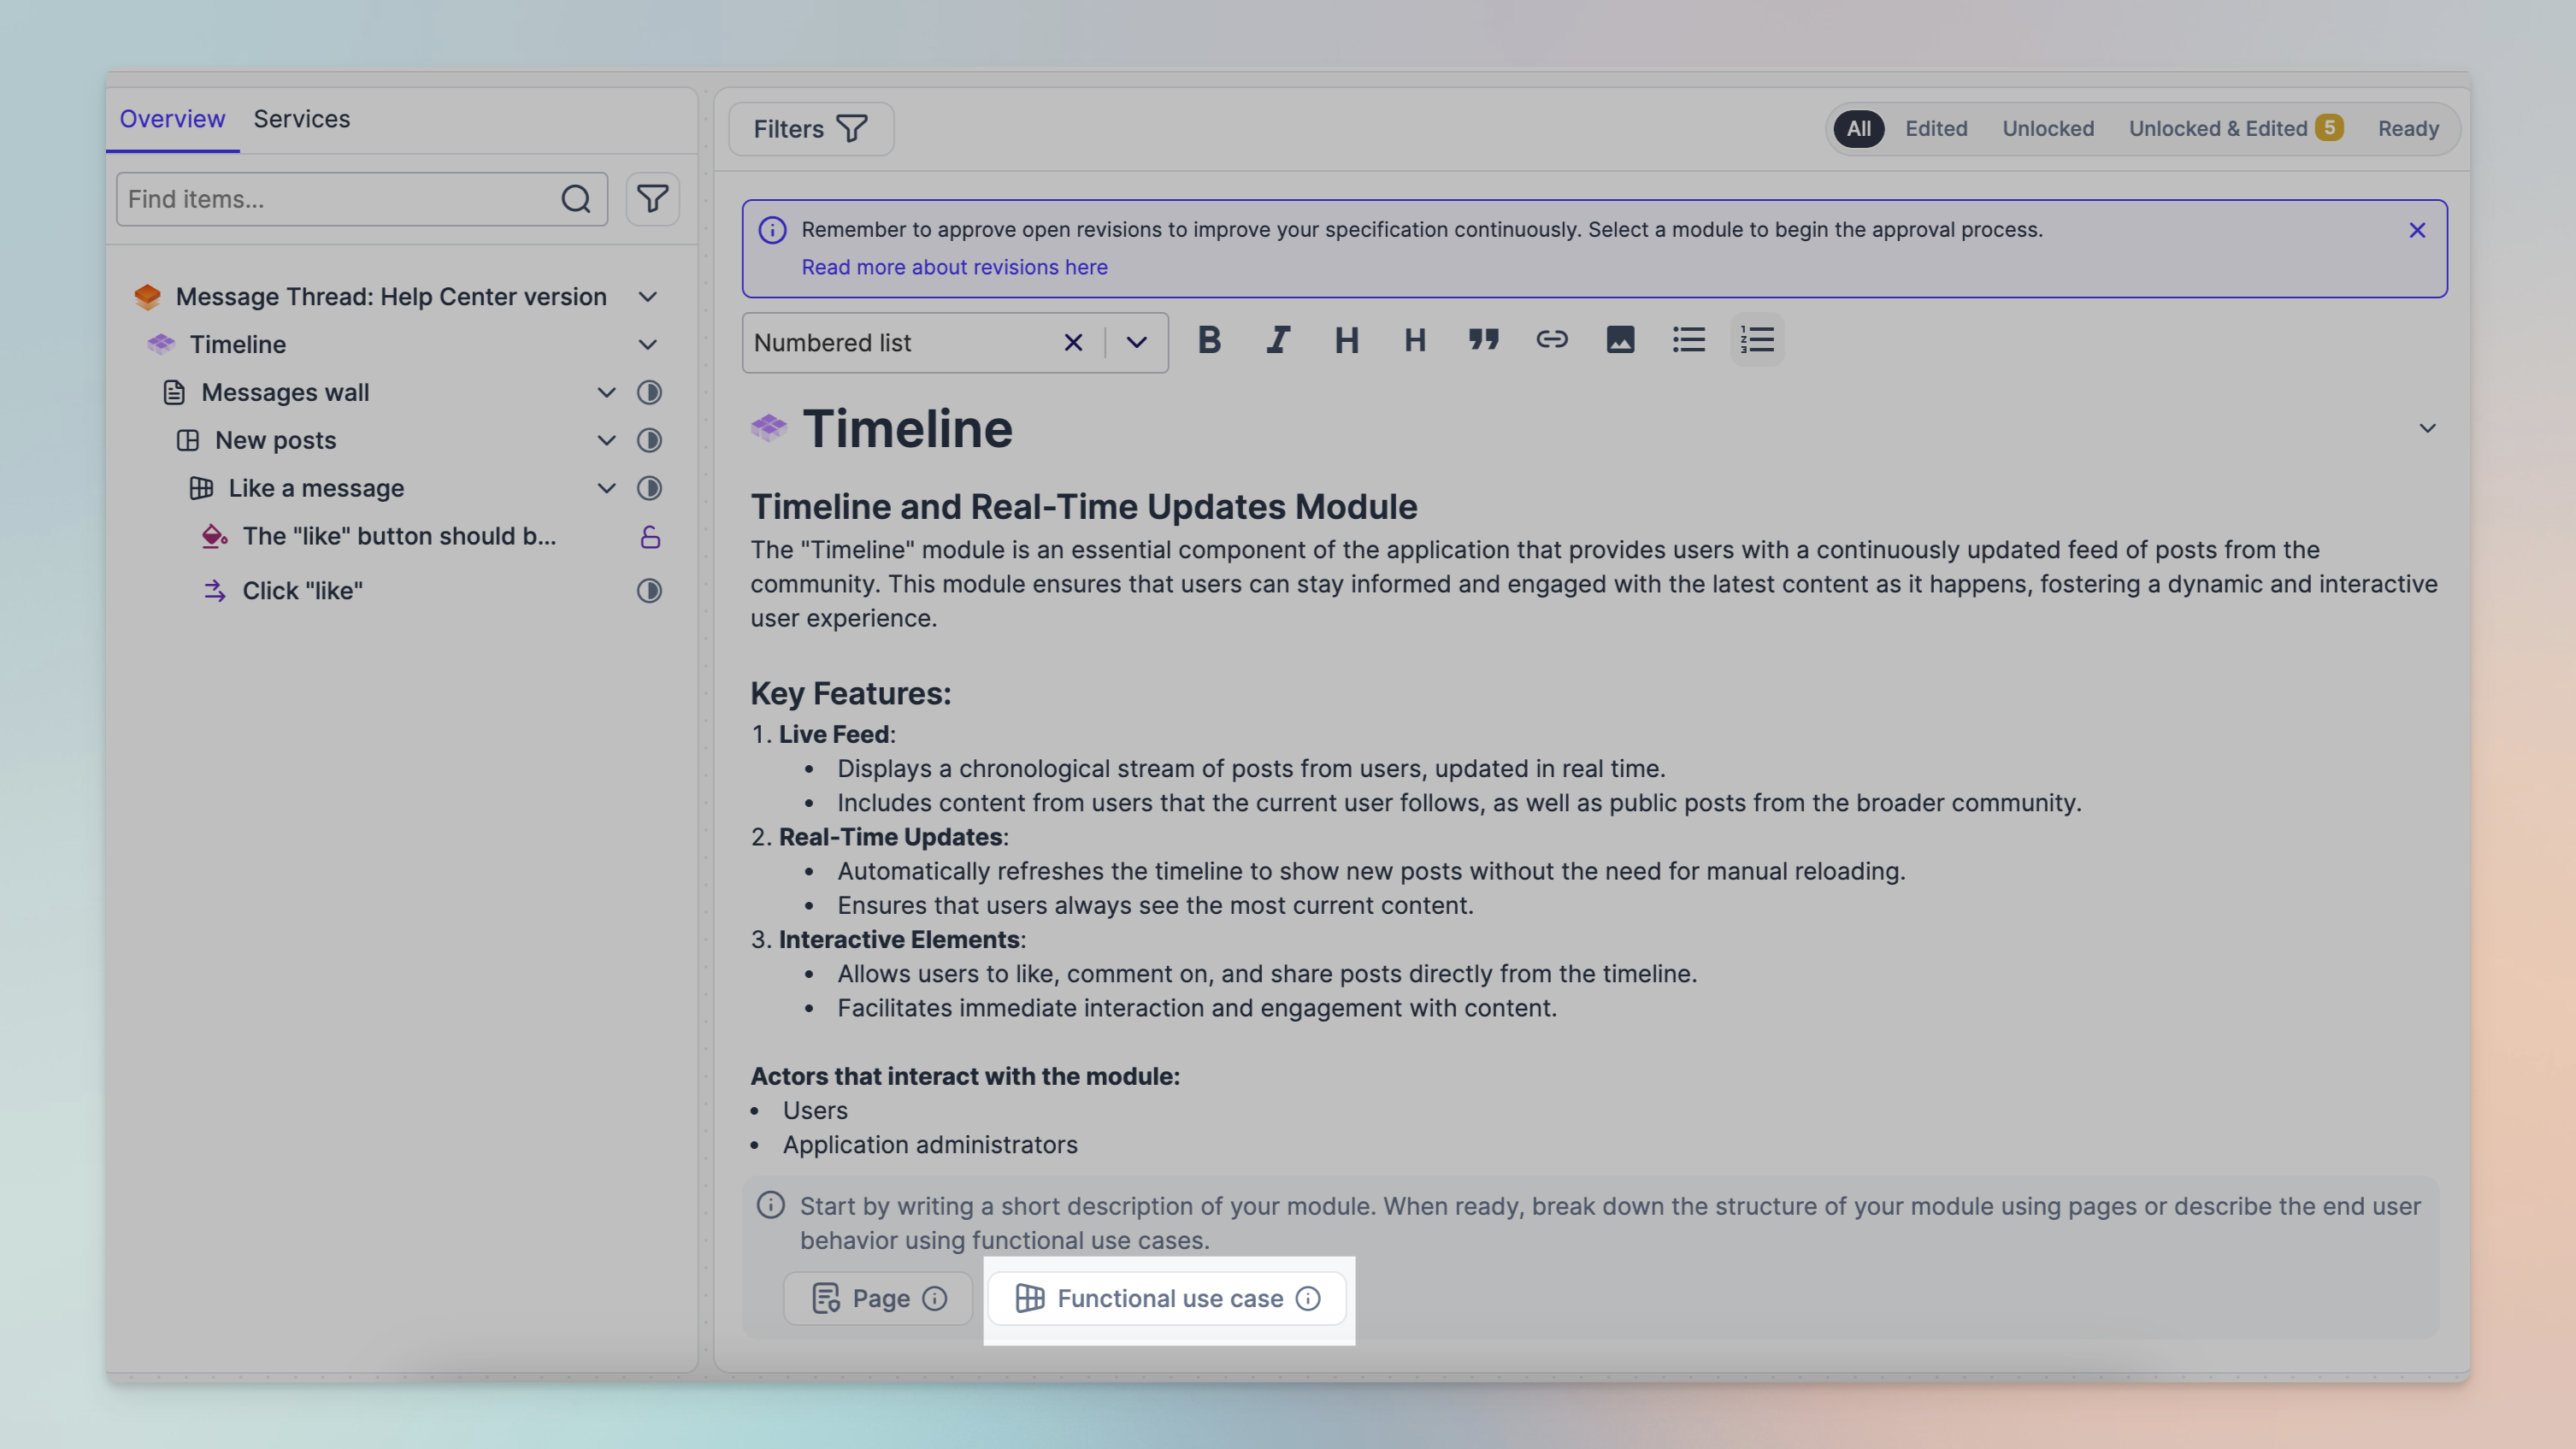 Overview Services
Find items...
Message Thread: Help Center version
Timeline
Messages wall
New posts
Like a message
The "like" button should b...
Click "like"
Filters
All Edited Unlocked Unlocked & Edited 5 Ready
Remember to approve open revisions to improve your specification continuously. Select a module to begin the approval process.
Read more about revisions here
Numbered list
B I H H
Timeline
Timeline and Real-Time Updates Module
The "Timeline" module is an essential component of the application that provides users with a continuously updated feed of posts from the
community. This module ensures that users can stay informed and engaged with the latest content as it happens, fostering a dynamic and interactive
user experience.
Key Features:
1. Live Feed:
• Displays a chronological stream of posts from users, updated in real time.
• Includes content from users that the current user follows, as well as public posts from the broader community.
2. Real-Time Updates:
• Automatically refreshes the timeline to show new posts without the need for manual reloading.
• Ensures that users always see the most current content.
3. Interactive Elements:
• Allows users to like, comment on, and share posts directly from the timeline.
• Facilitates immediate interaction and engagement with content.
Actors that interact with the module:
• Users
• Application administrators
Start by writing a short description of your module. When ready, break down the structure of your module using pages or describe the end user
behavior using functional use cases.
Page Functional use case